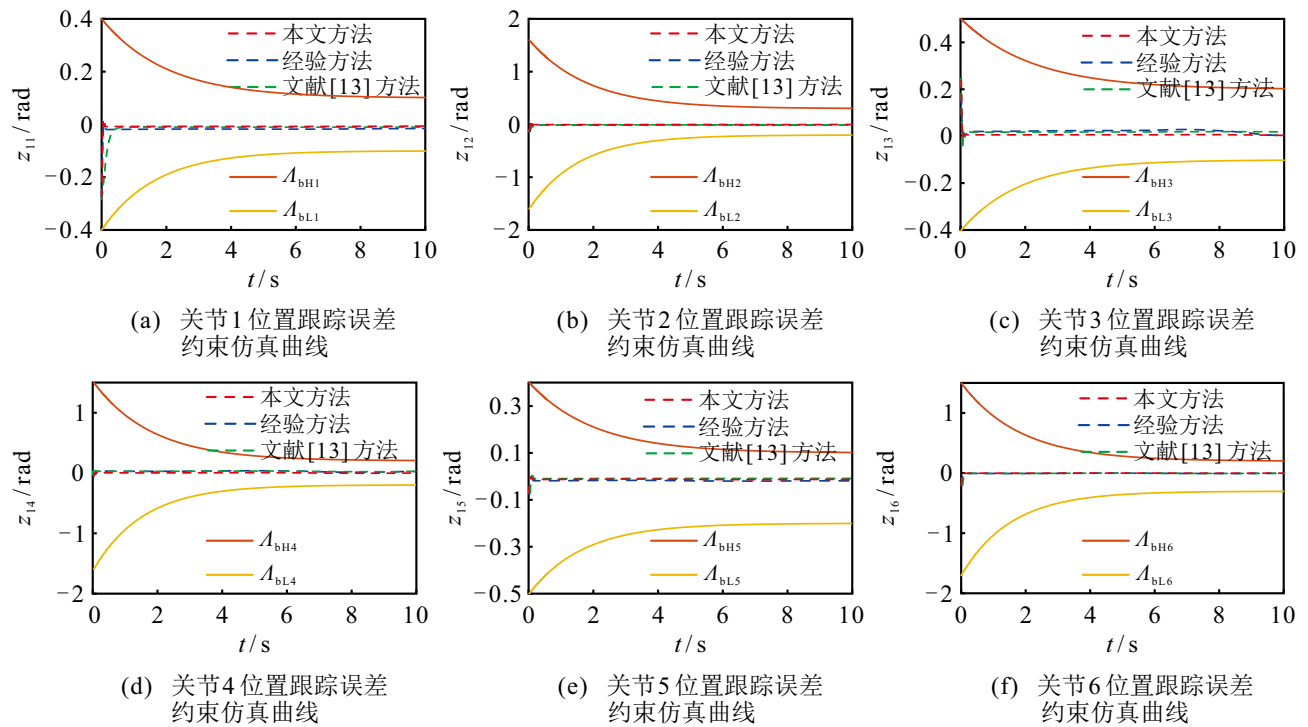 0.4
0.2
0
−0.2
−0.4
z₁₁ / rad
本文方法
经验方法
文献[13]方法
Λ_bH1
Λ_bL1
0 2 4 6 8 10
t / s
(a) 关节1位置跟踪误差
约束仿真曲线
2
1
0
−1
−2
z₁₂ / rad
本文方法
经验方法
文献[13]方法
Λ_bH2
Λ_bL2
0 2 4 6 8 10
t / s
(b) 关节2位置跟踪误差
约束仿真曲线
0.4
0.2
0
−0.2
−0.4
z₁₃ / rad
本文方法
经验方法
文献[13]方法
Λ_bH3
Λ_bL3
0 2 4 6 8 10
t / s
(c) 关节3位置跟踪误差
约束仿真曲线
1
0
−1
−2
z₁₄ / rad
本文方法
经验方法
文献[13]方法
Λ_bH4
Λ_bL4
0 2 4 6 8 10
t / s
(d) 关节4位置跟踪误差
约束仿真曲线
0.3
0.1
−0.1
−0.3
−0.5
z₁₅ / rad
本文方法
经验方法
文献[13]方法
Λ_bH5
Λ_bL5
0 2 4 6 8 10
t / s
(e) 关节5位置跟踪误差
约束仿真曲线
1
0
−1
−2
z₁₆ / rad
本文方法
经验方法
文献[13]方法
Λ_bH6
Λ_bL6
0 2 4 6 8 10
t / s
(f) 关节6位置跟踪误差
约束仿真曲线